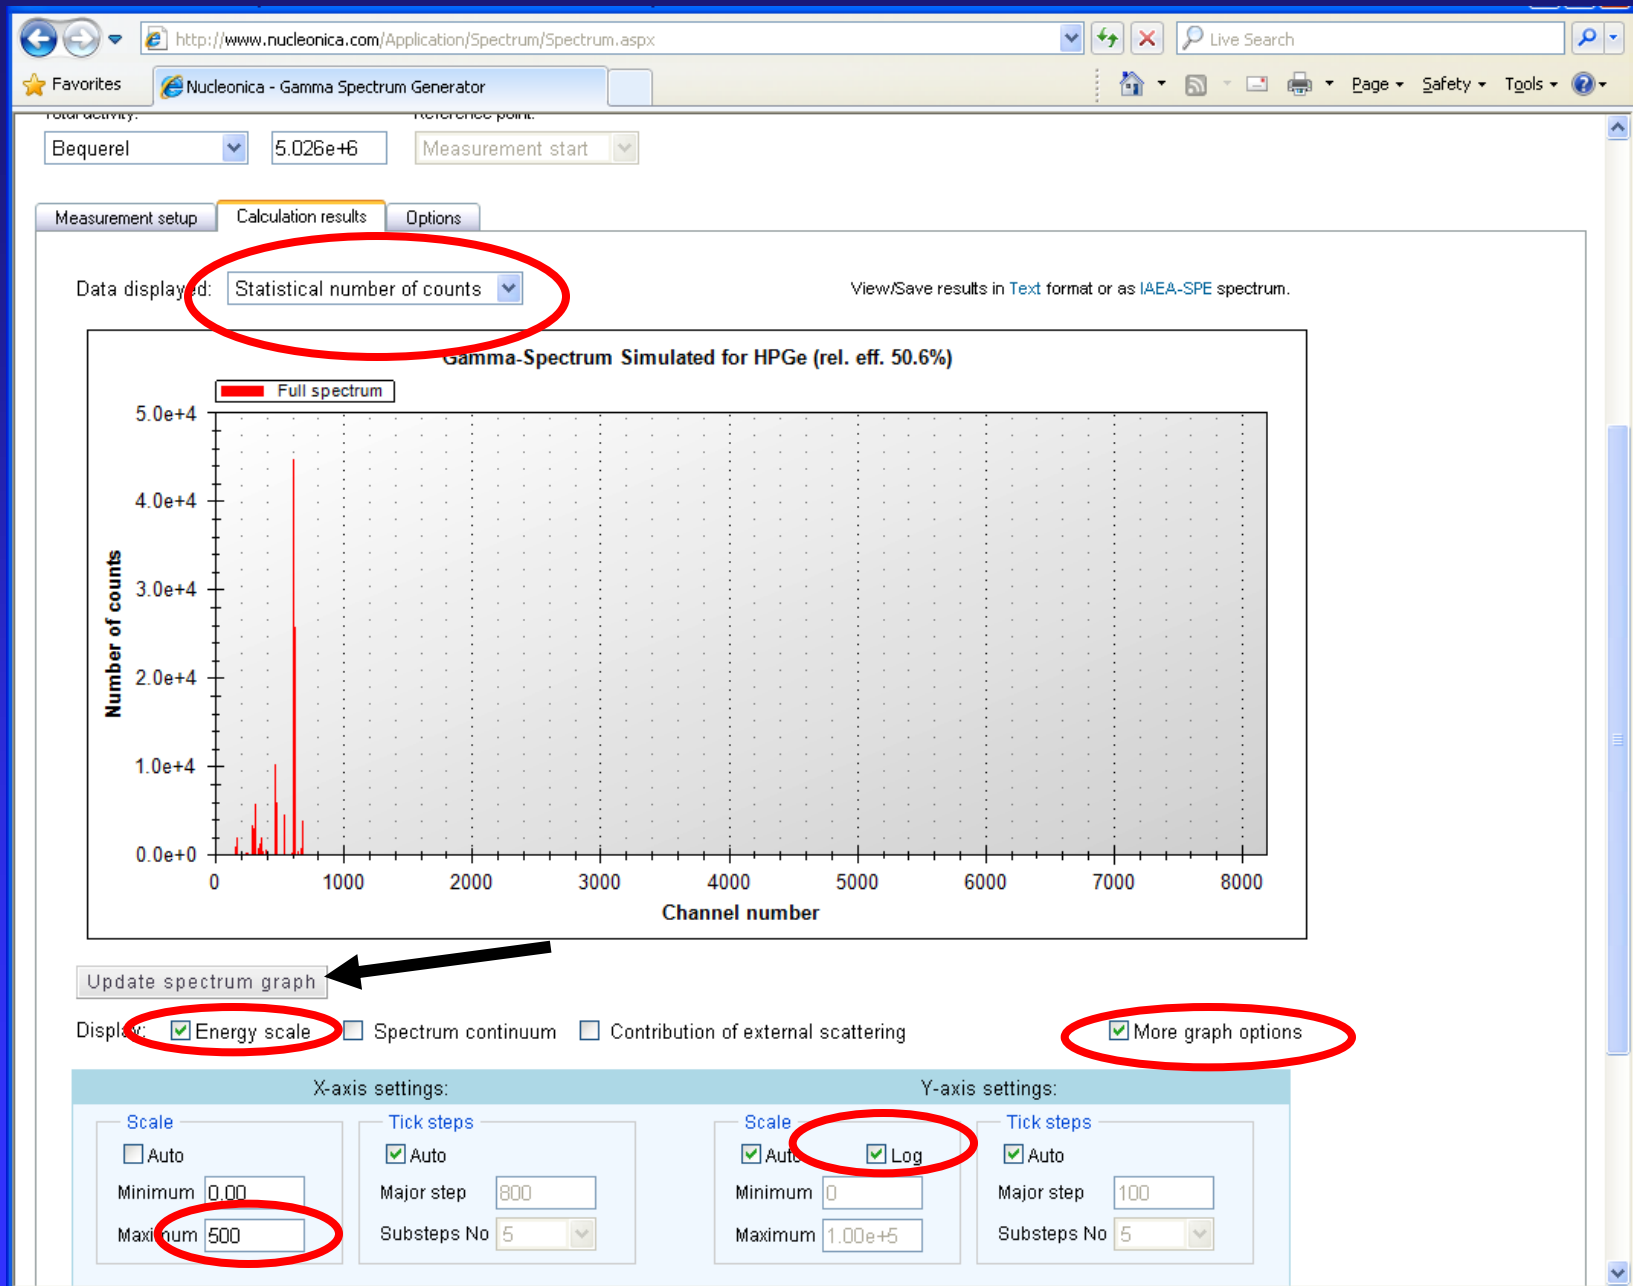 http://www.nucleonica.com/Application/Spectrum/Spectrum.aspx
Live Search
Favorites
Nucleonica - Gamma Spectrum Generator
Page
Safety
Tools
Total activity:
Reference point:
Bequerel
5.026e+6
Measurement start
Measurement setup
Calculation results
Options
Data displayed:
Statistical number of counts
View/Save results in Text format or as IAEA-SPE spectrum.
Gamma-Spectrum Simulated for HPGe (rel. eff. 50.6%)
Full spectrum
5.0e+4
4.0e+4
3.0e+4
2.0e+4
1.0e+4
0.0e+0
Number of counts
0 1000 2000 3000 4000 5000 6000 7000 8000
Channel number
Update spectrum graph
Display: Energy scale Spectrum continuum Contribution of external scattering More graph options
X-axis settings: Y-axis settings:
Scale Tick steps Scale Tick steps
Auto Auto Auto Log Auto
Minimum 0.00 Major step 800 Minimum 0 Major step 100
Maximum 500 Substeps No 5 Maximum 1.00e+5 Substeps No 5